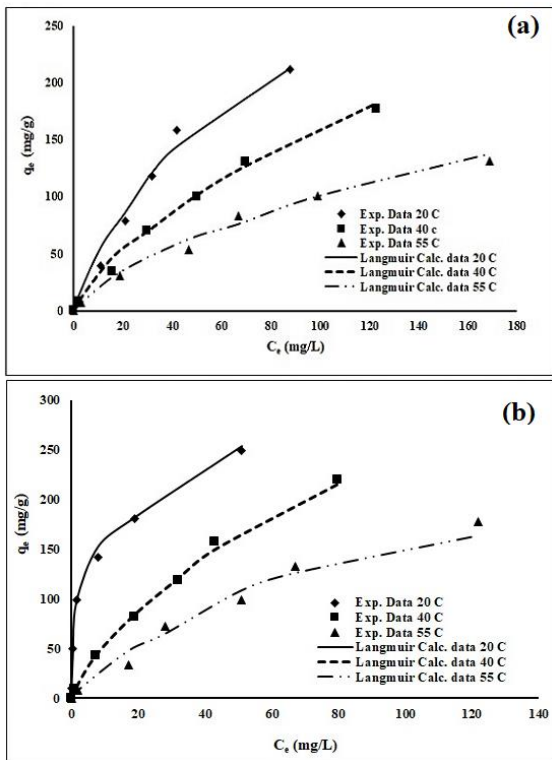 (a)
250
200
150
100
50
0
qe (mg/g)
Exp. Data 20 C
Exp. Data 40 c
Exp. Data 55 C
Langmuir Calc. data 20 C
Langmuir Calc. data 40 C
Langmuir Calc. data 55 C
0 20 40 60 80 100 120 140 160 180
Ce (mg/L)
(b)
300
250
200
150
100
50
0
qe (mg/g)
Exp. Data 20 C
Exp. Data 40 C
Exp. Data 55 C
Langmuir Calc. data 20 C
Langmuir Calc. data 40 C
Langmuir Calc. data 55 C
0 20 40 60 80 100 120 140
Ce (mg/L)